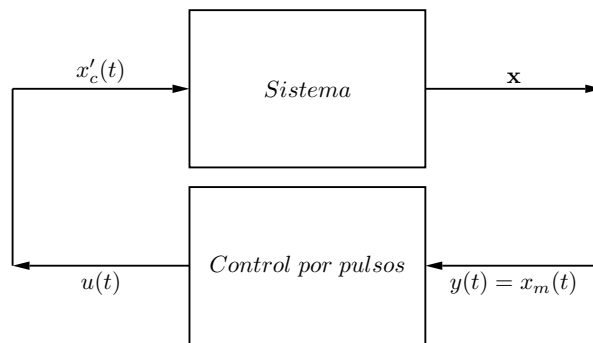 x′_c(t)
Sistema
x
Control por pulsos
u(t)
y(t) = x_m(t)